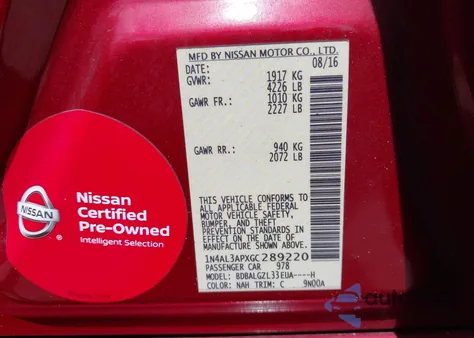 MFD BY NISSAN MOTOR CO., LTD.
DATE: 08/16
GVWR: 1917 KG
4226 LB
GAWR FR.: 1010 KG
2227 LB
GAWR RR.: 940 KG
2072 LB
THIS VEHICLE CONFORMS TO
ALL APPLICABLE FEDERAL
MOTOR VEHICLE SAFETY,
BUMPER, AND THEFT
PREVENTION STANDARDS
IN EFFECT ON THE DATE OF
MANUFACTURE SHOWN ABOVE.
1N4AL3APXGC289220
PASSENGER CAR 978
MODEL: BDBALGZL33EUA----H
COLOR: NAH TRIM: C 9N00A
NISSAN
®
Nissan
Certified
Pre-Owned
Intelligent Selection